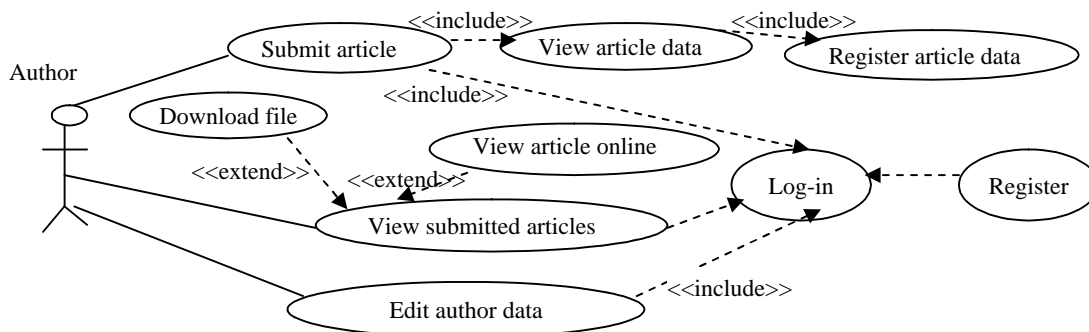 <<include>>
<<include>>
Submit article
View article data
Register article data
Author
<<include>>
Download file
View article online
<<extend>>
<<extend>>
Log-in
Register
View submitted articles
<<include>>
Edit author data